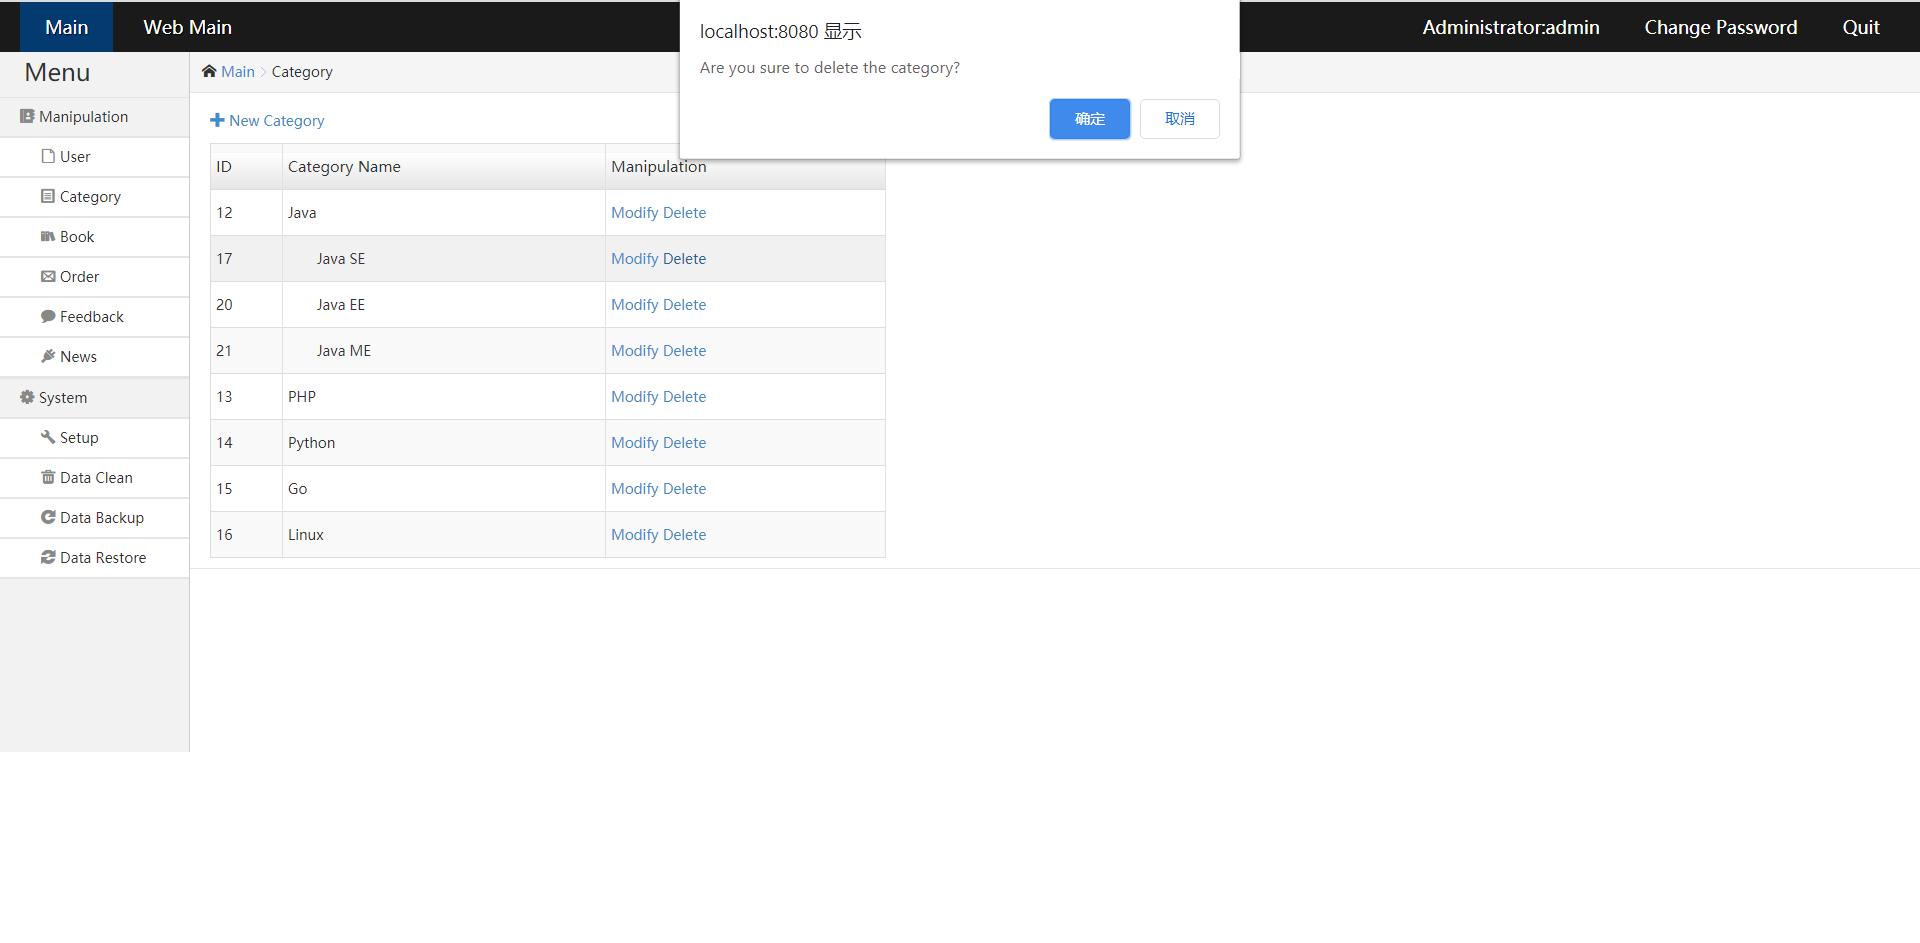 Main Web Main Administrator:admin Change Password Quit
localhost:8080 显示
Are you sure to delete the category?
确定 取消
Menu
Manipulation
User
Category
Book
Order
Feedback
News
System
Setup
Data Clean
Data Backup
Data Restore
Main Category
New Category
ID Category Name Manipulation
12 Java Modify Delete
17 Java SE Modify Delete
20 Java EE Modify Delete
21 Java ME Modify Delete
13 PHP Modify Delete
14 Python Modify Delete
15 Go Modify Delete
16 Linux Modify Delete